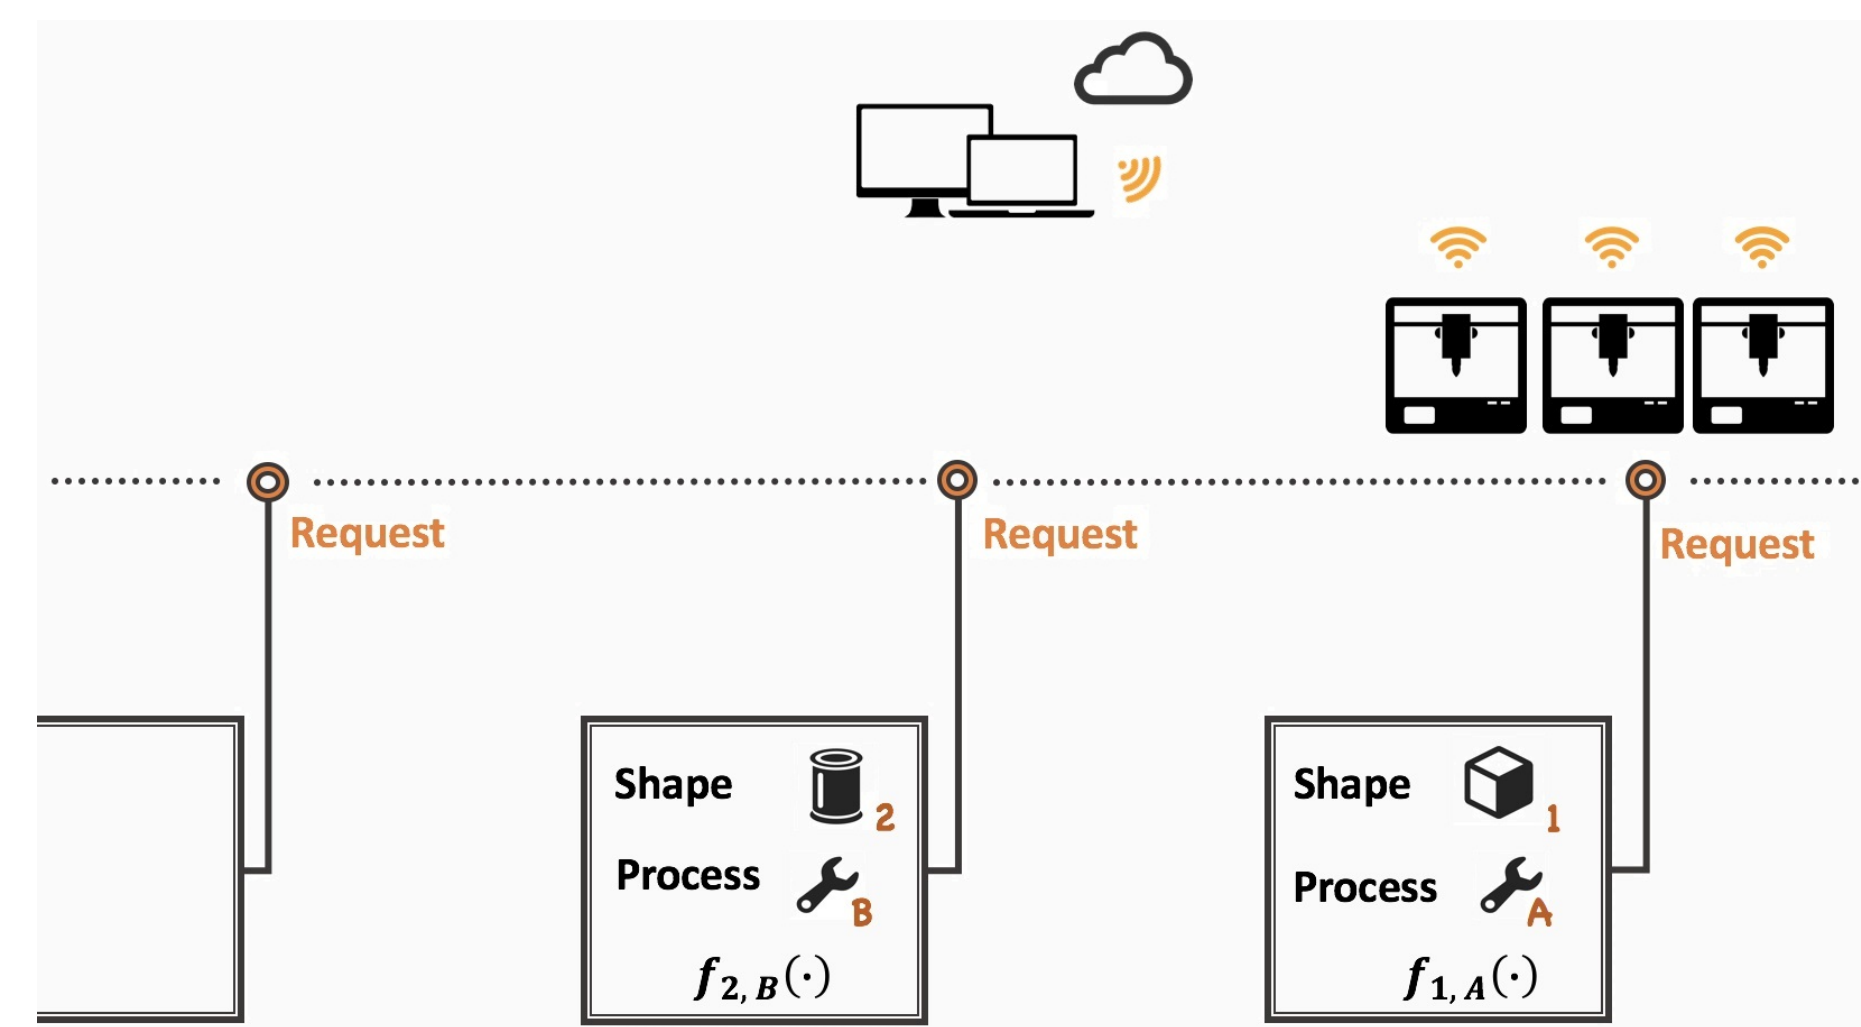 Request
Request
Request
Shape 2
Process B
f2, B(·)
Shape 1
Process A
f1, A(·)